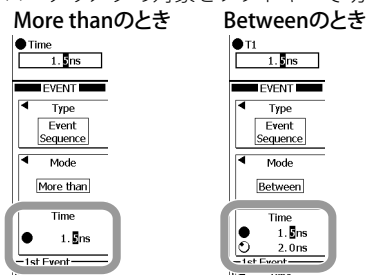 More thanのとき
Time
1.5ns
EVENT
Type
Event
Sequence
Mode
More than
Time
1.5ns
1st Event
Betweenのとき
T1
1.5ns
EVENT
Type
Event
Sequence
Mode
Between
Time
1.5ns
2.0ns
1st Event